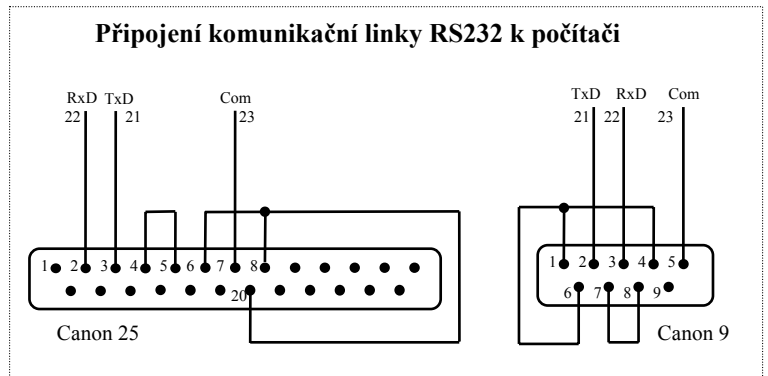 Připojení komunikační linky RS232 k počítači
RxD TxD Com
22 21 23
TxD RxD Com
21 22 23
1 2 3 4 5 6 7 8
20
1 2 3 4 5
6 7 8 9
Canon 25
Canon 9